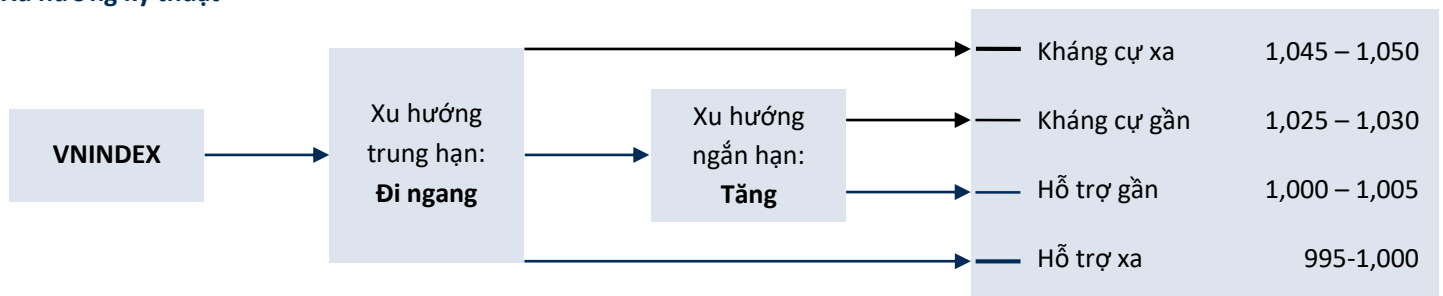 VNINDEX
Xu hướng
trung hạn:
Đi ngang
Xu hướng
ngắn hạn:
Tăng
Kháng cự xa 1,045 – 1,050
Kháng cự gần 1,025 – 1,030
Hỗ trợ gần 1,000 – 1,005
Hỗ trợ xa 995-1,000